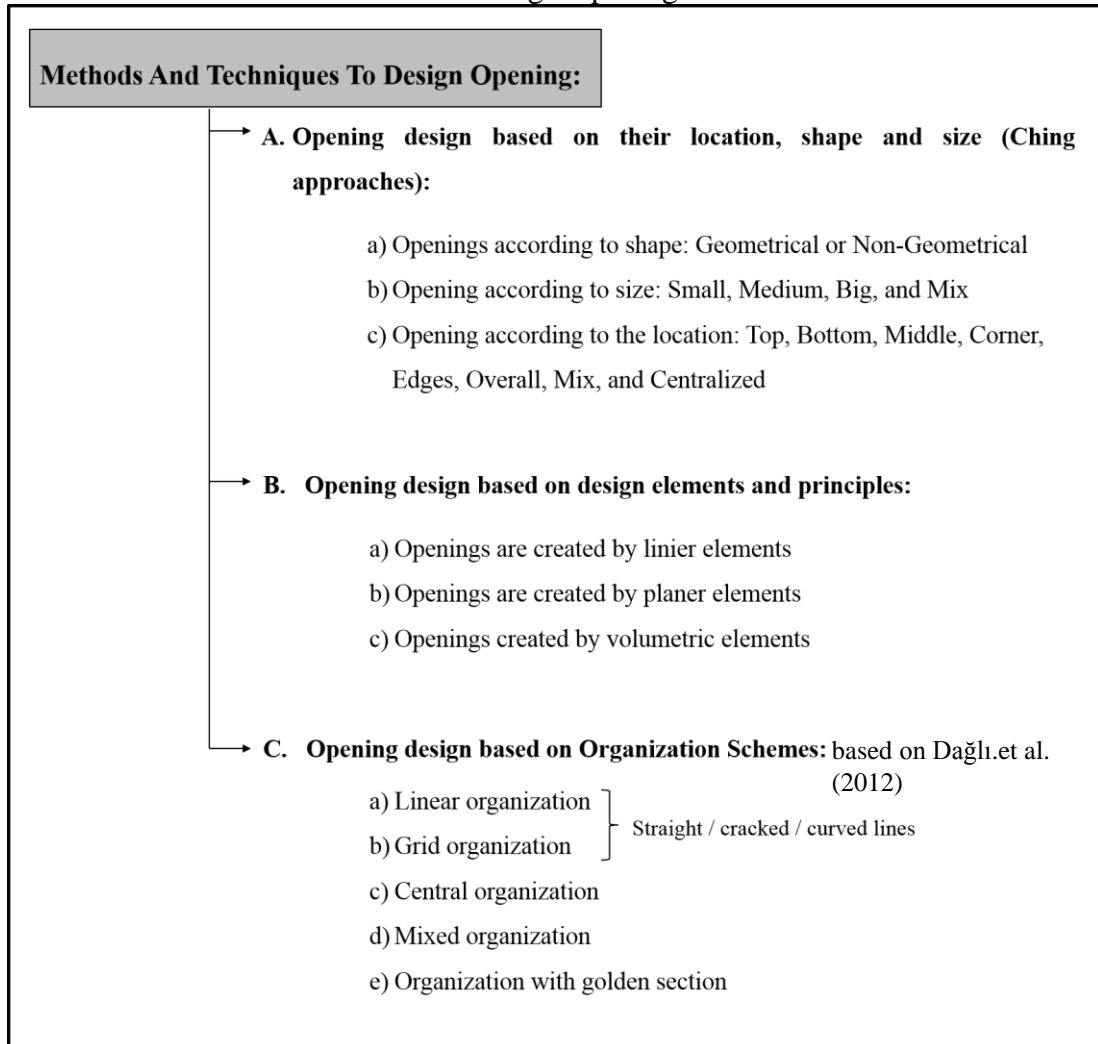 Methods And Techniques To Design Opening:
A. Opening design based on their location, shape and size (Ching
approaches):
a) Openings according to shape: Geometrical or Non-Geometrical
b) Opening according to size: Small, Medium, Big, and Mix
c) Opening according to the location: Top, Bottom, Middle, Corner,
Edges, Overall, Mix, and Centralized
B. Opening design based on design elements and principles:
a) Openings are created by linier elements
b) Openings are created by planer elements
c) Openings created by volumetric elements
C. Opening design based on Organization Schemes: based on Dağlı.et al.
(2012)
a) Linear organization
Straight / cracked / curved lines
b) Grid organization
c) Central organization
d) Mixed organization
e) Organization with golden section